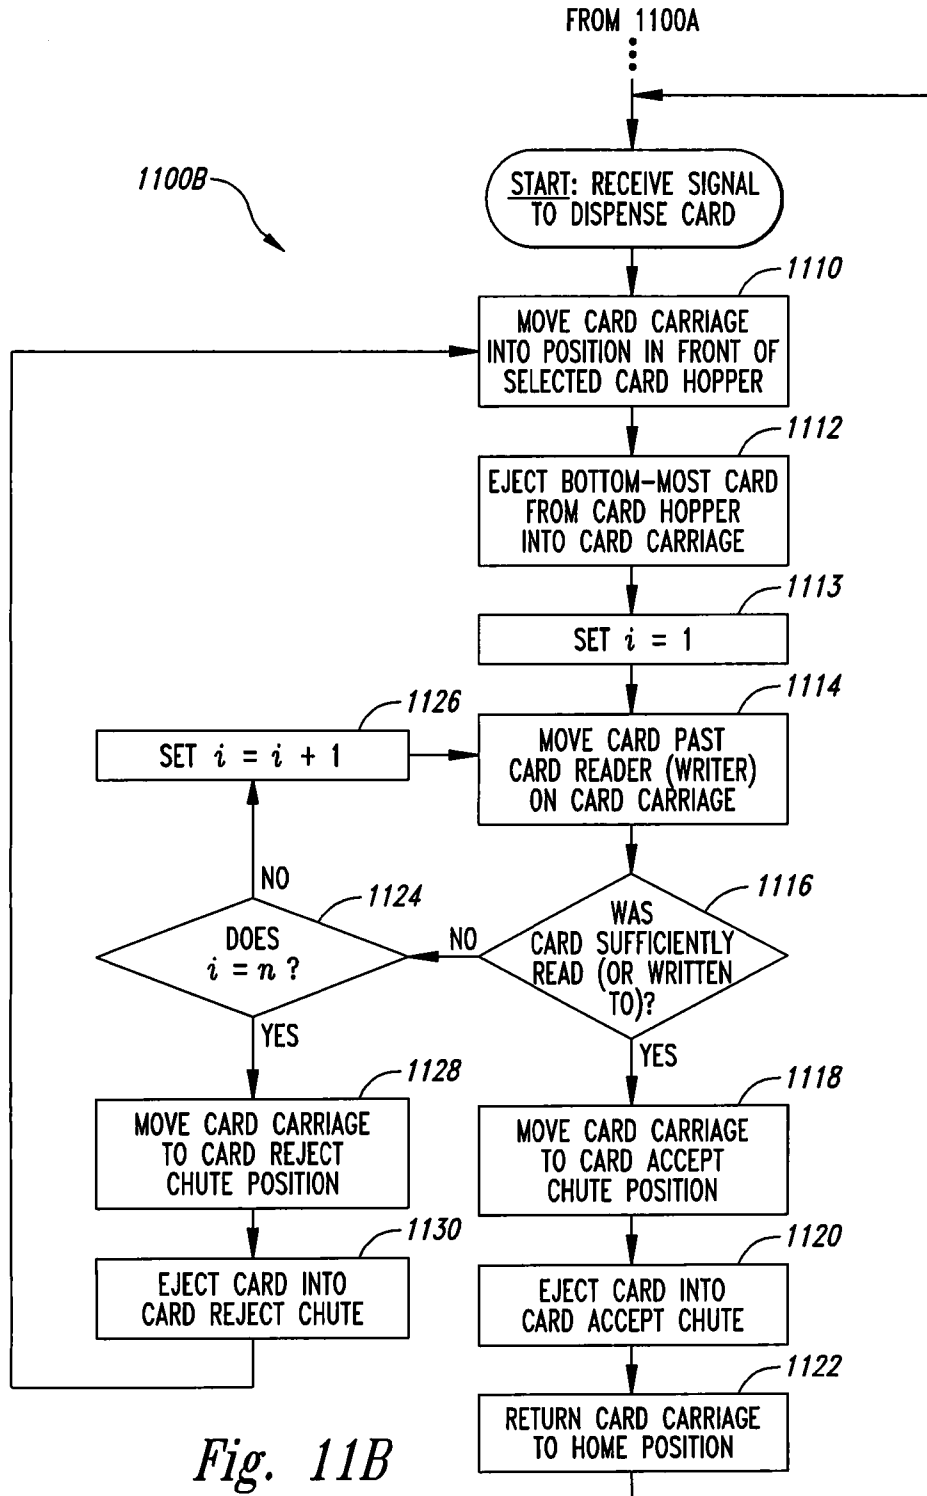 FROM 1100A
1100B
START: RECEIVE SIGNAL
TO DISPENSE CARD
1110
MOVE CARD CARRIAGE
INTO POSITION IN FRONT OF
SELECTED CARD HOPPER
1112
EJECT BOTTOM-MOST CARD
FROM CARD HOPPER
INTO CARD CARRIAGE
1113
SET i = 1
1114
MOVE CARD PAST
CARD READER (WRITER)
ON CARD CARRIAGE
1126
SET i = i + 1
1116
WAS
CARD SUFFICIENTLY
READ (OR WRITTEN
TO)?
NO
1124
DOES
i = n ?
NO
YES
YES
1128
MOVE CARD CARRIAGE
TO CARD REJECT
CHUTE POSITION
1130
EJECT CARD INTO
CARD REJECT CHUTE
1118
MOVE CARD CARRIAGE
TO CARD ACCEPT
CHUTE POSITION
1120
EJECT CARD INTO
CARD ACCEPT CHUTE
1122
RETURN CARD CARRIAGE
TO HOME POSITION
Fig. 11B